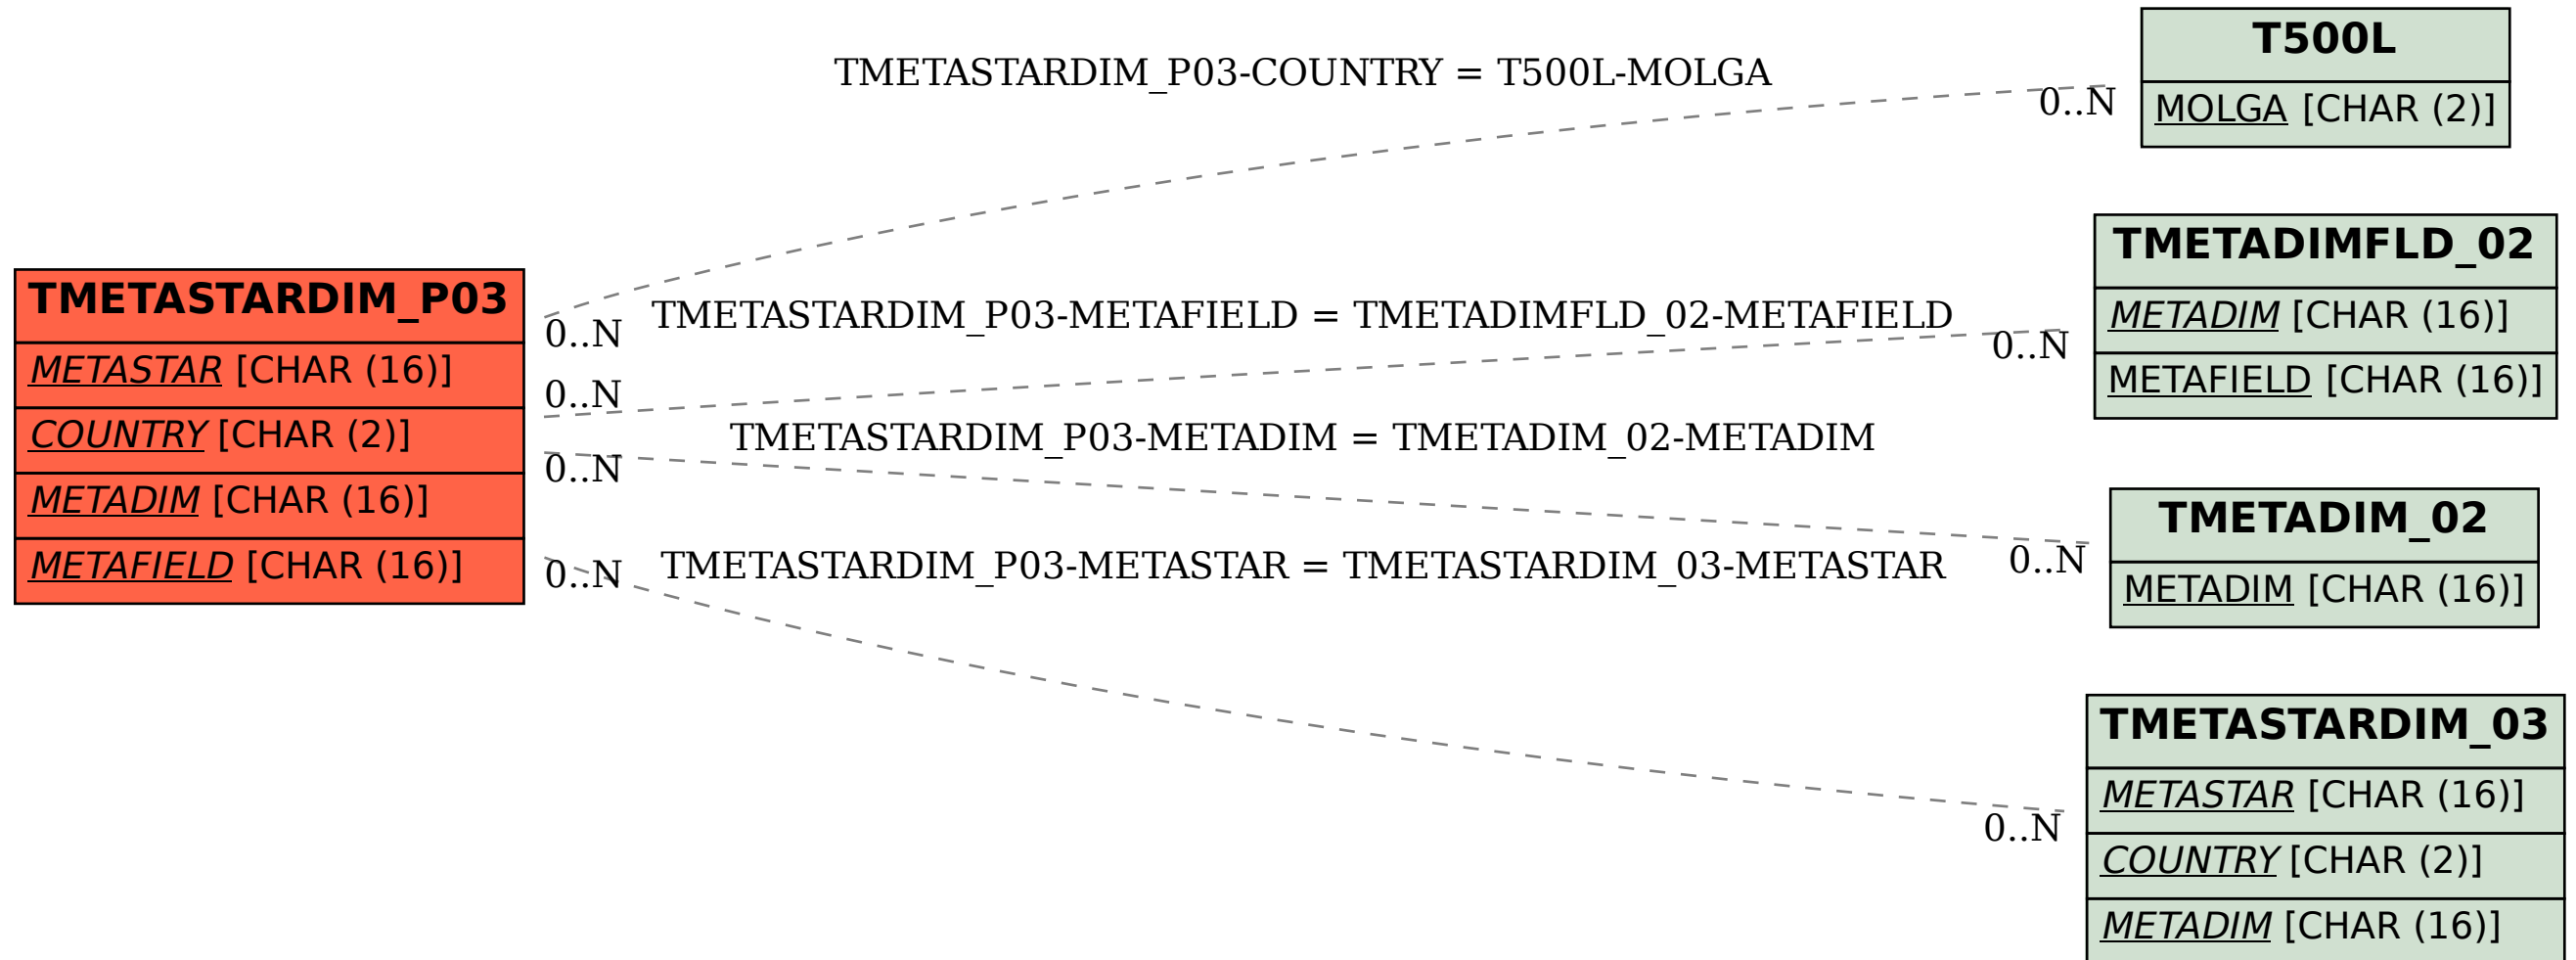 TMETASTARDIM_P03
METASTAR [CHAR (16)]
COUNTRY [CHAR (2)]
METADIM [CHAR (16)]
METAFIELD [CHAR (16)]
TMETASTARDIM_P03-COUNTRY = T500L-MOLGA
0..N
0..N
TMETASTARDIM_P03-METAFIELD = TMETADIMFLD_02-METAFIELD
0..N
0..N
TMETASTARDIM_P03-METADIM = TMETADIM_02-METADIM
0..N
0..N
TMETASTARDIM_P03-METASTAR = TMETASTARDIM_03-METASTAR
0..N
0..N
T500L
MOLGA [CHAR (2)]
TMETADIMFLD_02
METADIM [CHAR (16)]
METAFIELD [CHAR (16)]
TMETADIM_02
METADIM [CHAR (16)]
TMETASTARDIM_03
METASTAR [CHAR (16)]
COUNTRY [CHAR (2)]
METADIM [CHAR (16)]